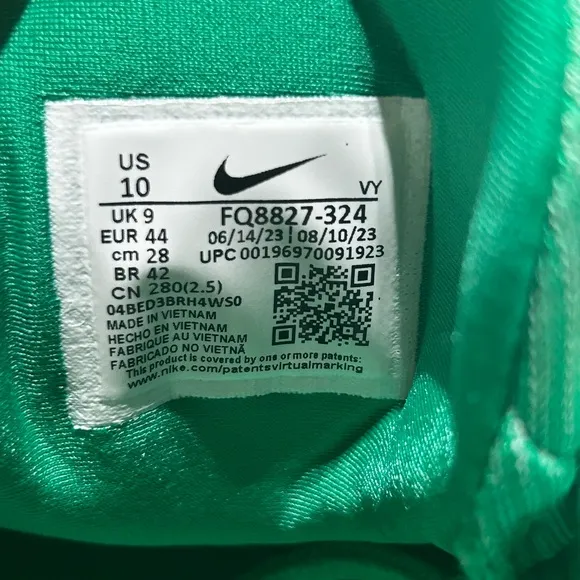 US
10
VY
UK 9
FQ8827-324
EUR 44
06/14/23 | 08/10/23
cm 28
UPC 00196970091923
BR 42
CN 280(2.5)
04BED3BRH4WS0
MADE IN VIETNAM
HECHO EN VIETNAM
FABRIQUE AU VIETNAM
FABRICADO NO VIETNÃ
This product is covered by one or more patents:
www.nike.com/patentsvirtualmarking